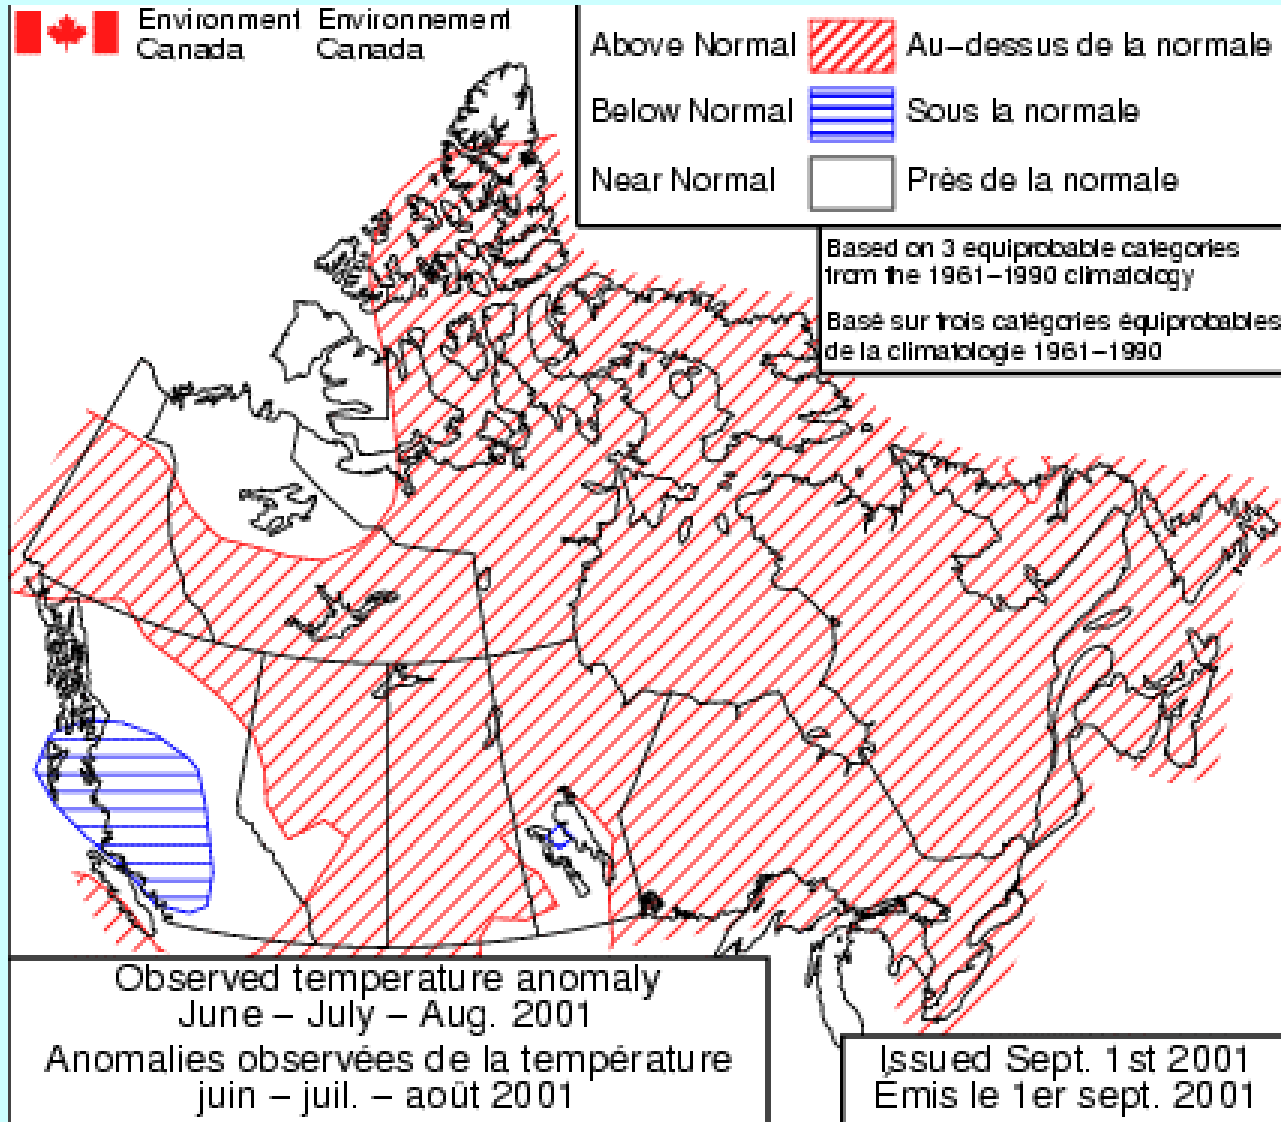 Environment Environnement
Canada Canada
Above Normal Au-dessus de la normale
Below Normal Sous la normale
Near Normal Près de la normale
Based on 3 equiprobable categories
from the 1961-1990 climatology
Basé sur trois catégories équiprobables
de la climatologie 1961-1990
Observed temperature anomaly
June - July - Aug. 2001
Anomalies observées de la température
juin - juil. - août 2001
Issued Sept. 1st 2001
Émis le 1er sept. 2001